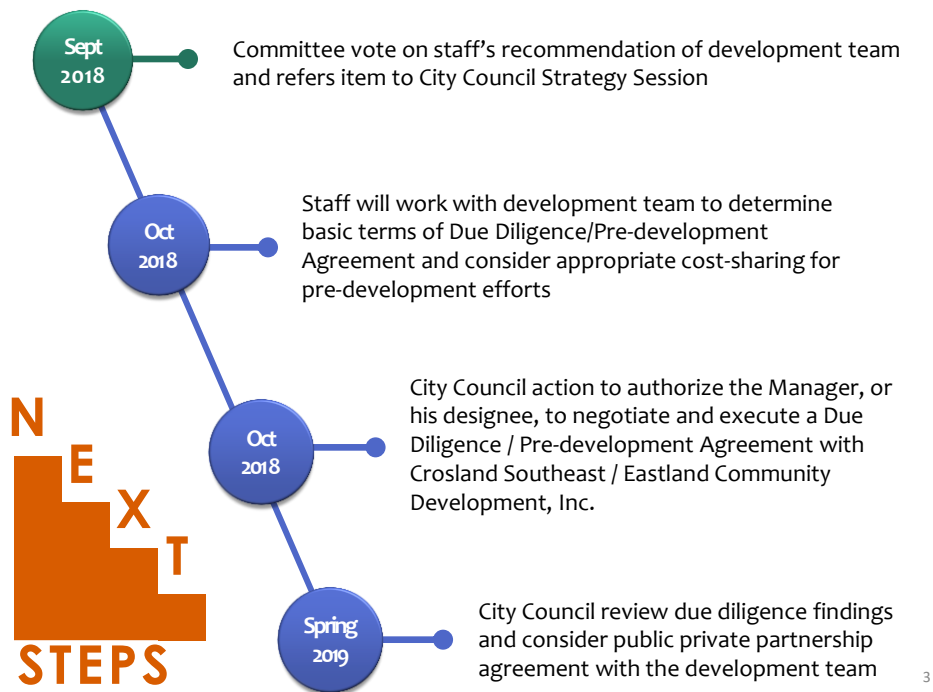 Sept
2018
Committee vote on staff’s recommendation of development team
and refers item to City Council Strategy Session
Oct
2018
Staff will work with development team to determine
basic terms of Due Diligence/Pre-development
Agreement and consider appropriate cost-sharing for
pre-development efforts
Oct
2018
City Council action to authorize the Manager, or
his designee, to negotiate and execute a Due
Diligence / Pre-development Agreement with
Crosland Southeast / Eastland Community
Development, Inc.
Spring
2019
City Council review due diligence findings
and consider public private partnership
agreement with the development team
NEXT
STEPS
3